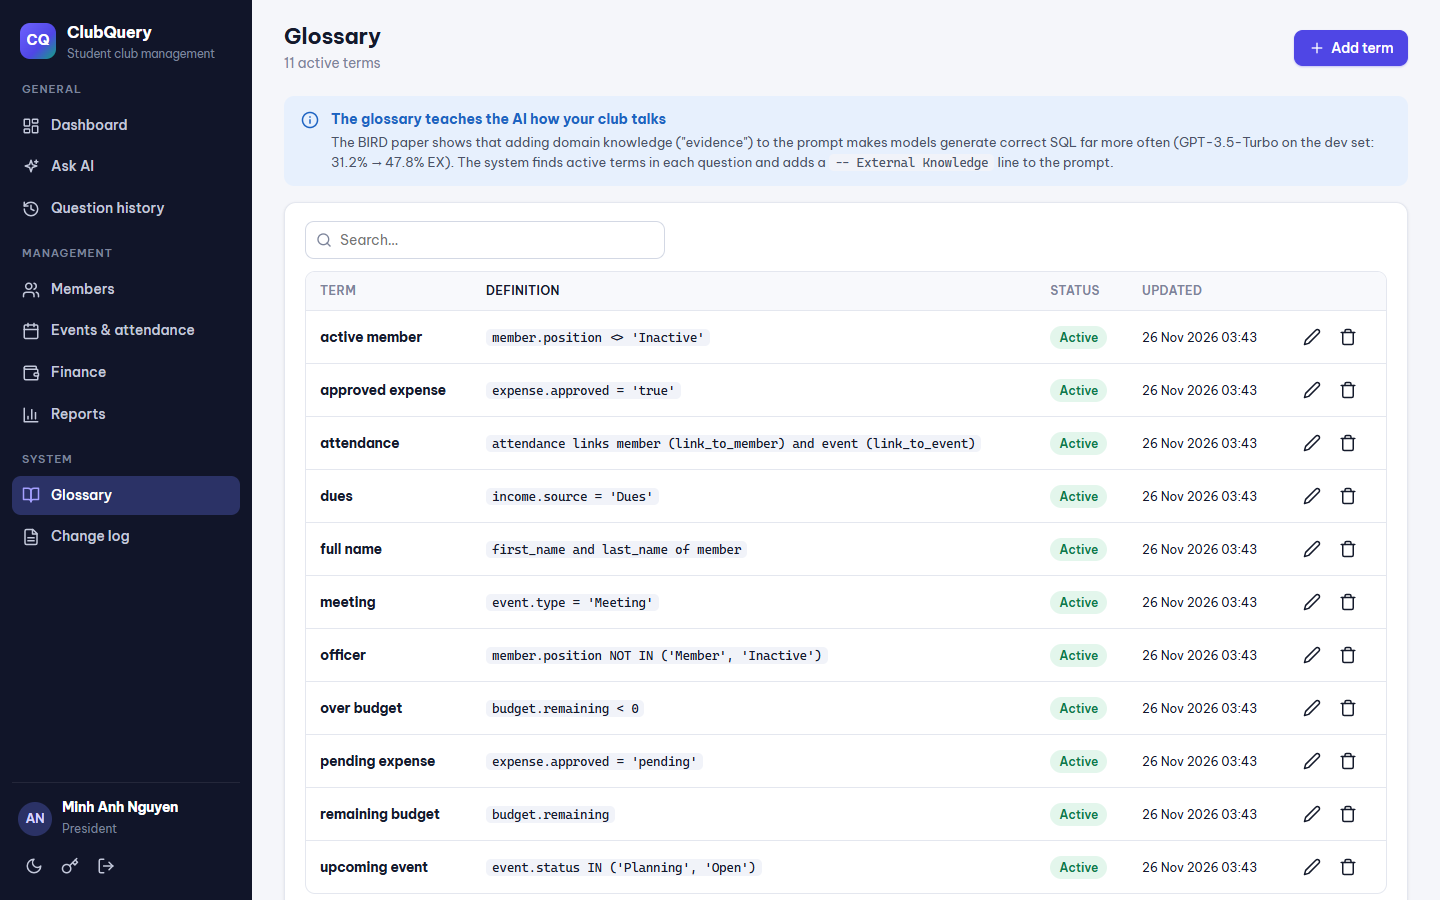 CQ
ClubQuery
Student club management
GENERAL
Dashboard
Ask AI
Question history
MANAGEMENT
Members
Events & attendance
Finance
Reports
SYSTEM
Glossary
Change log
AN
Minh Anh Nguyen
President
Glossary
11 active terms
Add term
The glossary teaches the AI how your club talks
The BIRD paper shows that adding domain knowledge ("evidence") to the prompt makes models generate correct SQL far more often (GPT-3.5-Turbo on the dev set:
31.2% → 47.8% EX). The system finds active terms in each question and adds a -- External Knowledge line to the prompt.
Search...
TERM DEFINITION STATUS UPDATED
active member member.position <> 'Inactive' Active 26 Nov 2026 03:43
approved expense expense.approved = 'true' Active 26 Nov 2026 03:43
attendance attendance links member (link_to_member) and event (link_to_event) Active 26 Nov 2026 03:43
dues income.source = 'Dues' Active 26 Nov 2026 03:43
full name first_name and last_name of member Active 26 Nov 2026 03:43
meeting event.type = 'Meeting' Active 26 Nov 2026 03:43
officer member.position NOT IN ('Member', 'Inactive') Active 26 Nov 2026 03:43
over budget budget.remaining < 0 Active 26 Nov 2026 03:43
pending expense expense.approved = 'pending' Active 26 Nov 2026 03:43
remaining budget budget.remaining Active 26 Nov 2026 03:43
upcoming event event.status IN ('Planning', 'Open') Active 26 Nov 2026 03:43